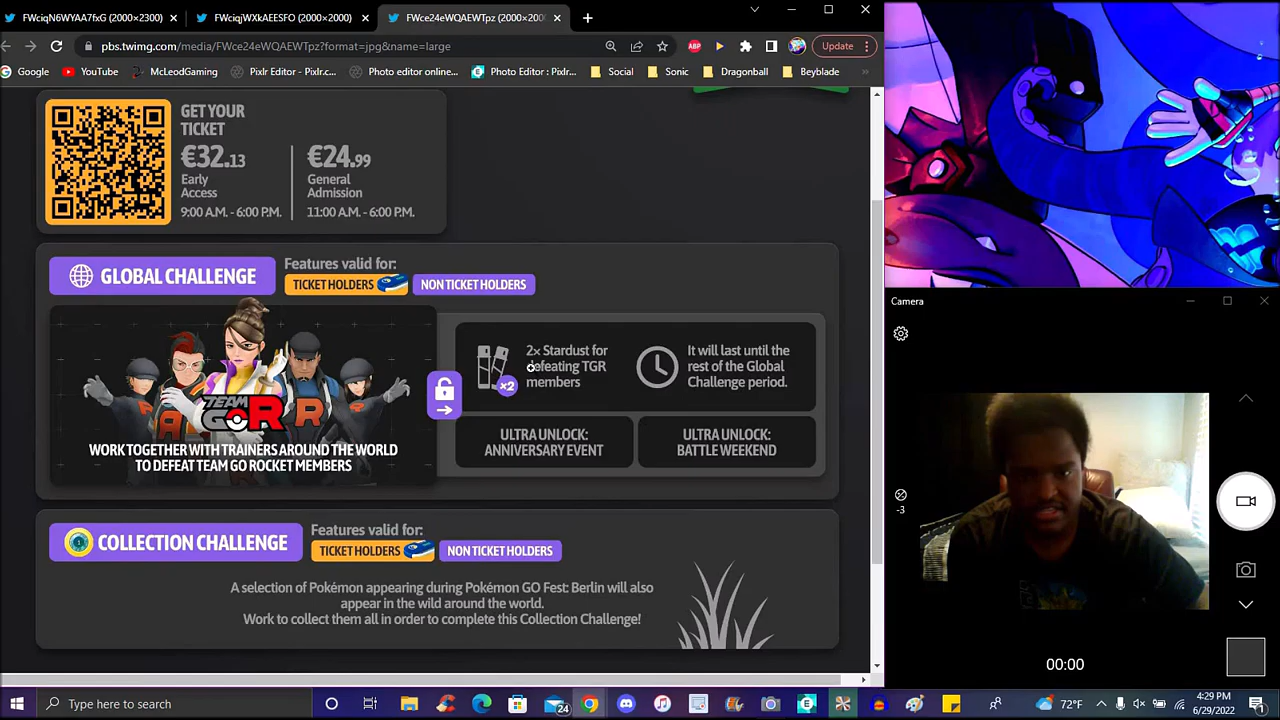 FWciqN6WYAA7fxG (2000×2300)
FWciqjWXkAEESFO (2000×2000)
FWce24eWQAEWTpz (2000×200
pbs.twimg.com/media/FWce24eWQAEWTpz?format=jpg&name=large
ABP
Update
Google
YouTube
McLeodGaming
Pixlr Editor - Pixlr.c...
Photo editor online...
Photo Editor : Pixlr...
Social
Sonic
Dragonball
Beyblade
»
GET YOUR
TICKET
€32.13
Early
Access
9:00 A.M. - 6:00 P.M.
€24.99
General
Admission
11:00 A.M. - 6:00 P.M.
GLOBAL CHALLENGE
Features valid for:
TICKET HOLDERS
NON TICKET HOLDERS
TEAM
GO R
WORK TOGETHER WITH TRAINERS AROUND THE WORLD
TO DEFEAT TEAM GO ROCKET MEMBERS
×2
2× Stardust for
defeating TGR
members
It will last until the
rest of the Global
Challenge period.
ULTRA UNLOCK:
ANNIVERSARY EVENT
ULTRA UNLOCK:
BATTLE WEEKEND
COLLECTION CHALLENGE
Features valid for:
TICKET HOLDERS
NON TICKET HOLDERS
A selection of Pokémon appearing during Pokémon GO Fest: Berlin will also
appear in the wild around the world.
Work to collect them all in order to complete this Collection Challenge!
Camera
-3
00:00
Type here to search
24
72°F
4:29 PM
6/29/2022